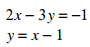 2x − 3y = −1
y = x − 1